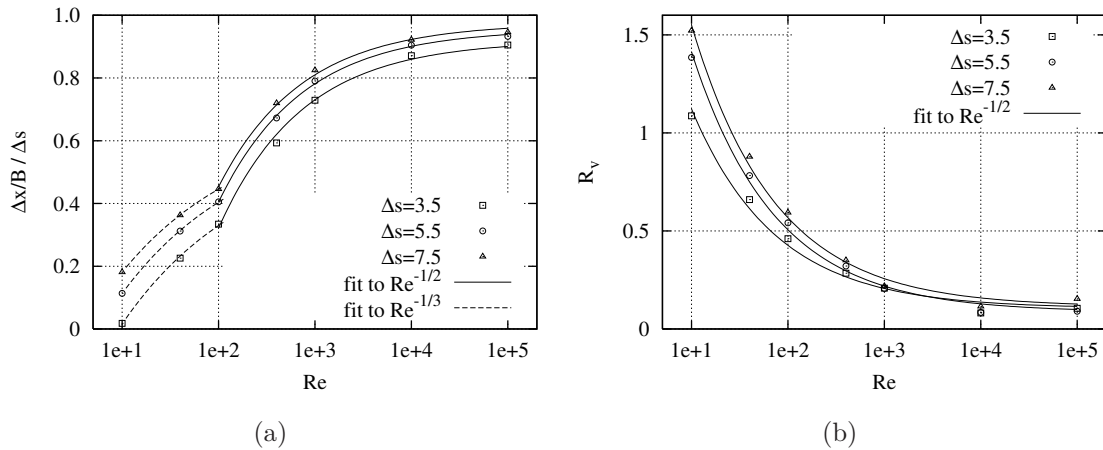 Δx/B / Δs
1.0
0.8
0.6
0.4
0.2
0
1e+1 1e+2 1e+3 1e+4 1e+5
Re
Δs=3.5
Δs=5.5
Δs=7.5
fit to Re^-1/2
fit to Re^-1/3
(a)
R_v
1.5
1
0.5
0
1e+1 1e+2 1e+3 1e+4 1e+5
Re
Δs=3.5
Δs=5.5
Δs=7.5
fit to Re^-1/2
(b)